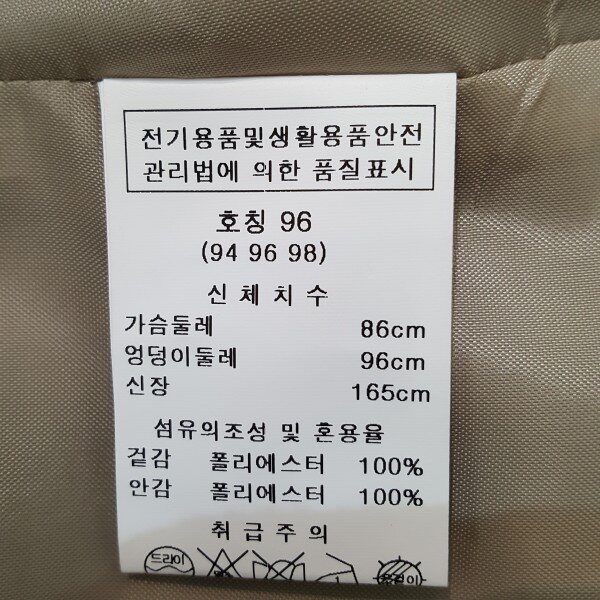 전기용품및생활용품안전
관리법에 의한 품질표시
호칭 96
(94 96 98)
신체치수
가슴둘레 86cm
엉덩이둘레 96cm
신장 165cm
섬유의조성 및 혼용율
겉감 폴리에스터 100%
안감 폴리에스터 100%
취급주의
드라이